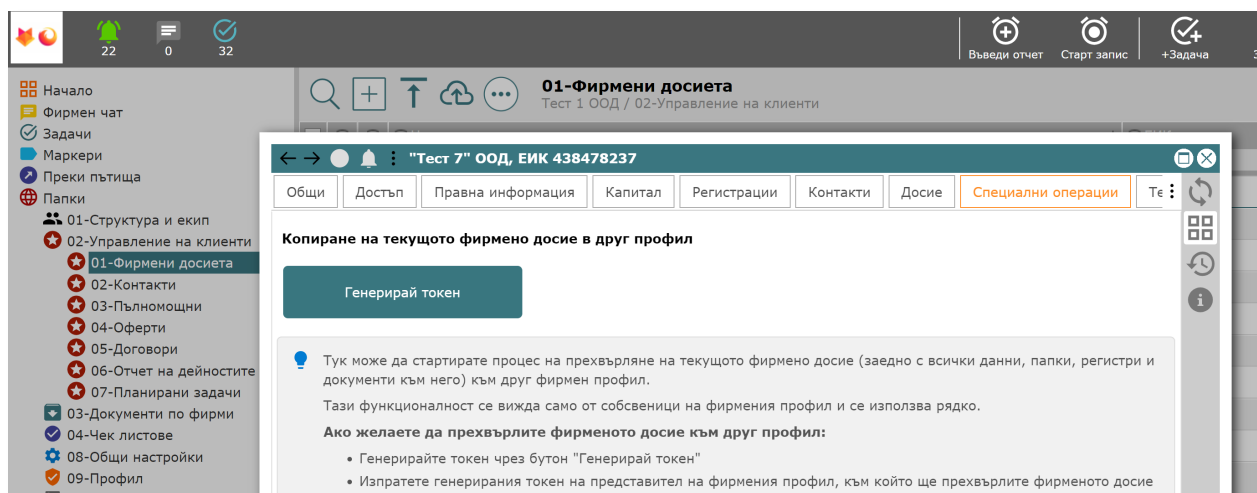 22
0
32
Въведи отчет
Старт запис
+Задача
Начало
Фирмен чат
Задачи
Маркери
Преки пътища
Папки
01-Структура и екип
02-Управление на клиенти
01-Фирмени досиета
02-Контакти
03-Пълномощни
04-Оферти
05-Договори
06-Отчет на дейностите
07-Планирани задачи
03-Документи по фирми
04-Чек листове
08-Общи настройки
09-Профил
01-Фирмени досиета
Тест 1 ООД / 02-Управление на клиенти
"Тест 7" ООД, ЕИК 438478237
Общи
Достъп
Правна информация
Капитал
Регистрации
Контакти
Досие
Специални операции
Те
Копиране на текущото фирмено досие в друг профил
Генерирай токен
Тук може да стартирате процес на прехвърляне на текущото фирмено досие (заедно с всички данни, папки, регистри и
документи към него) към друг фирмен профил.
Тази функционалност се вижда само от собсвеници на фирмения профил и се използва рядко.
Ако желаете да прехвърлите фирменото досие към друг профил:
• Генерирайте токен чрез бутон "Генерирай токен"
• Изпратете генерирания токен на представител на фирмения профил, към който ще прехвърлите фирменото досие